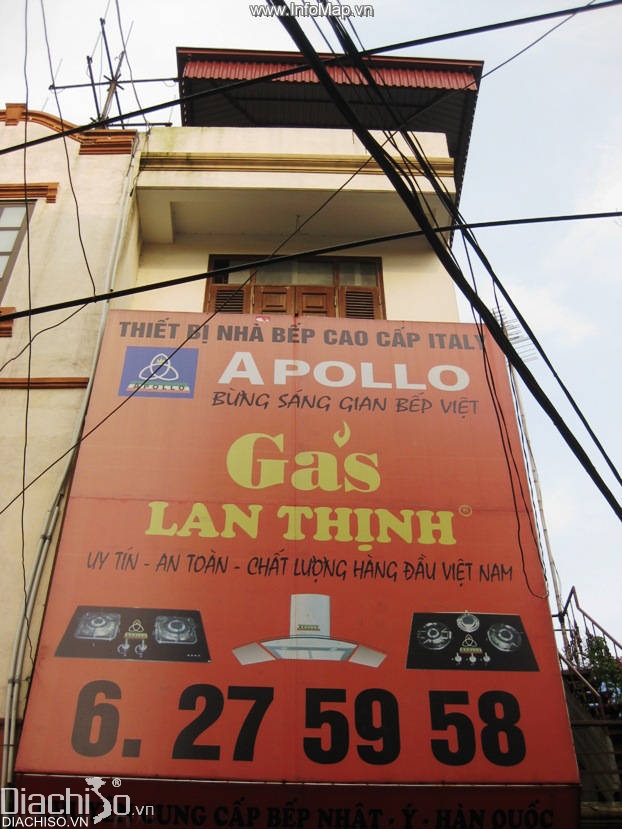 www.InfoMap.vn
THIẾT BỊ NHÀ BẾP CAO CẤP ITALY
APOLLO
APOLLO
BỪNG SÁNG GIAN BẾP VIỆT
Gas
LAN THỊNH®
UY TÍN - AN TOÀN - CHẤT LƯỢNG HÀNG ĐẦU VIỆT NAM
6. 27 59 58
CUNG CẤP BẾP NHẬT - Ý - HÀN QUỐC
DiachiSo®.vn
DIACHISO.VN